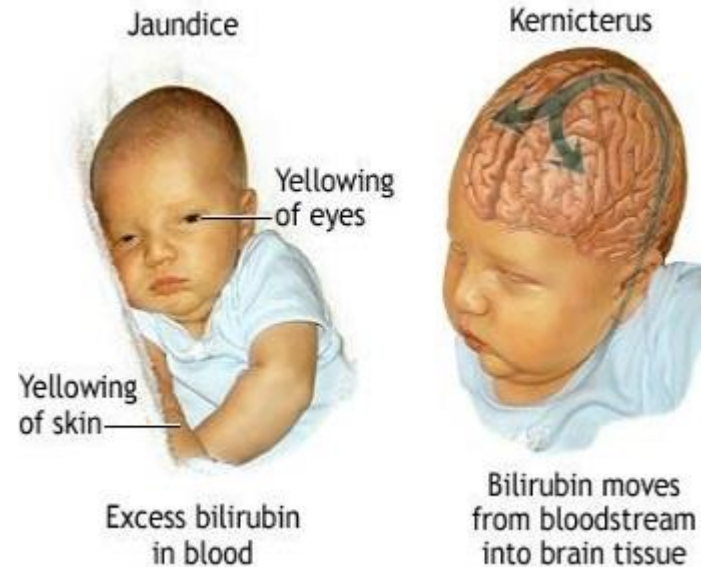 Jaundice
Yellowing
of eyes
Yellowing
of skin
Excess bilirubin
in blood
Kernicterus
Bilirubin moves
from bloodstream
into brain tissue